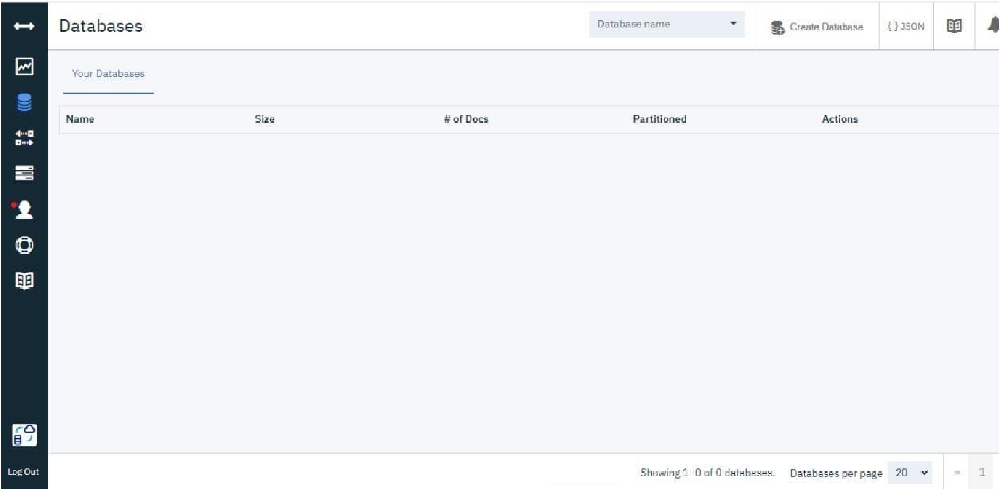 Databases
Database name
Create Database
{ } JSON
Your Databases
Name Size # of Docs Partitioned Actions
Log Out
Showing 1–0 of 0 databases. Databases per page 20 « 1